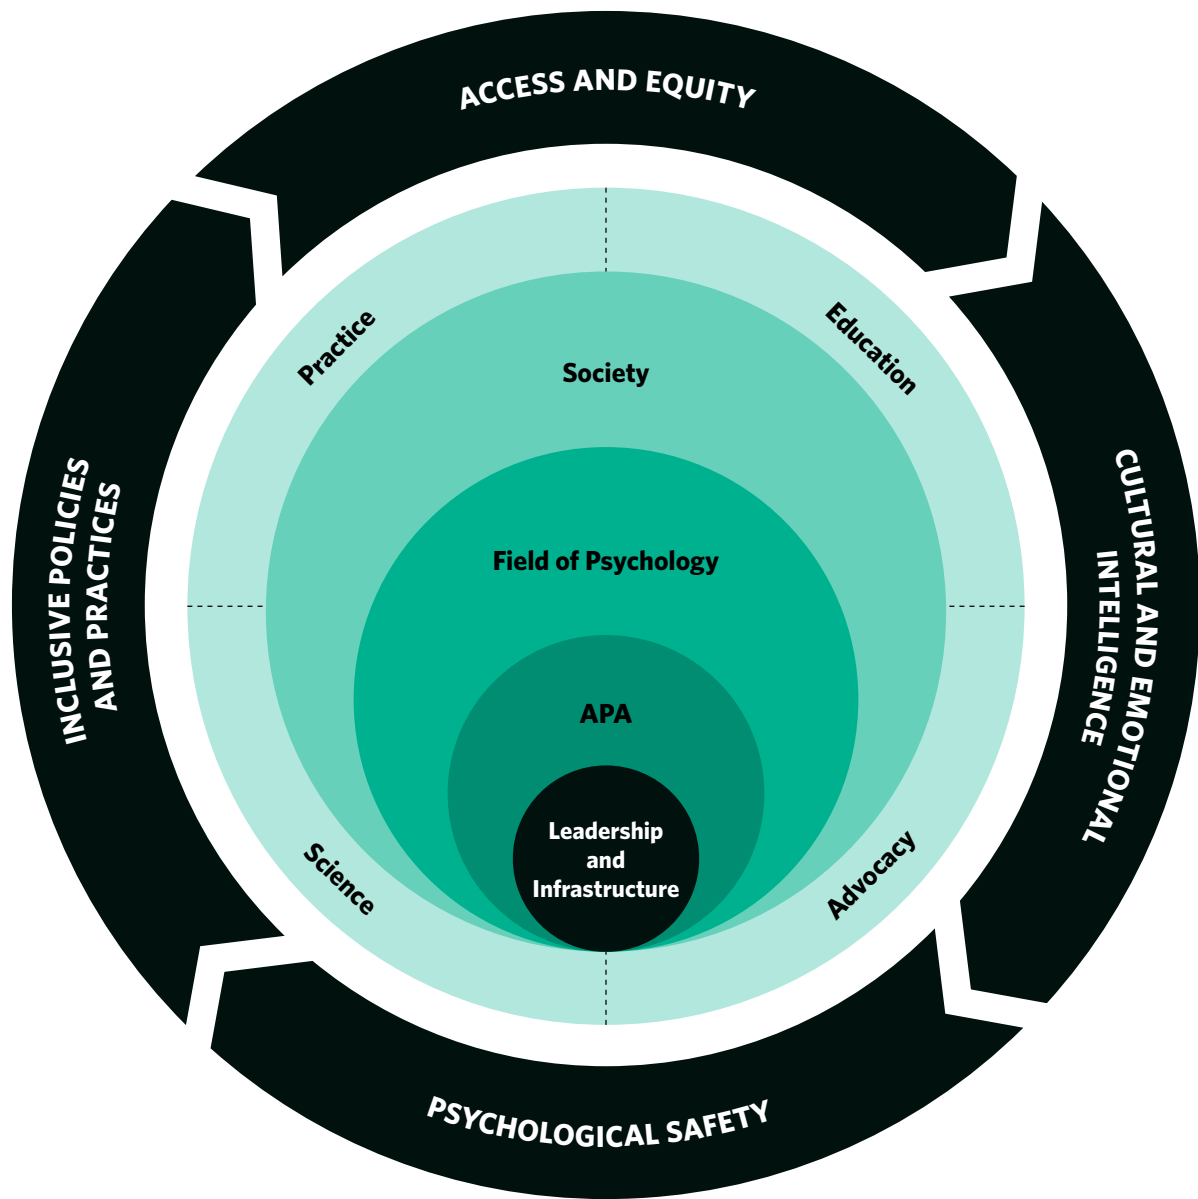 ACCESS AND EQUITY
CULTURAL AND EMOTIONAL
INTELLIGENCE
PSYCHOLOGICAL SAFETY
INCLUSIVE POLICIES
AND PRACTICES
Practice
Education
Advocacy
Science
Society
Field of Psychology
APA
Leadership
and
Infrastructure